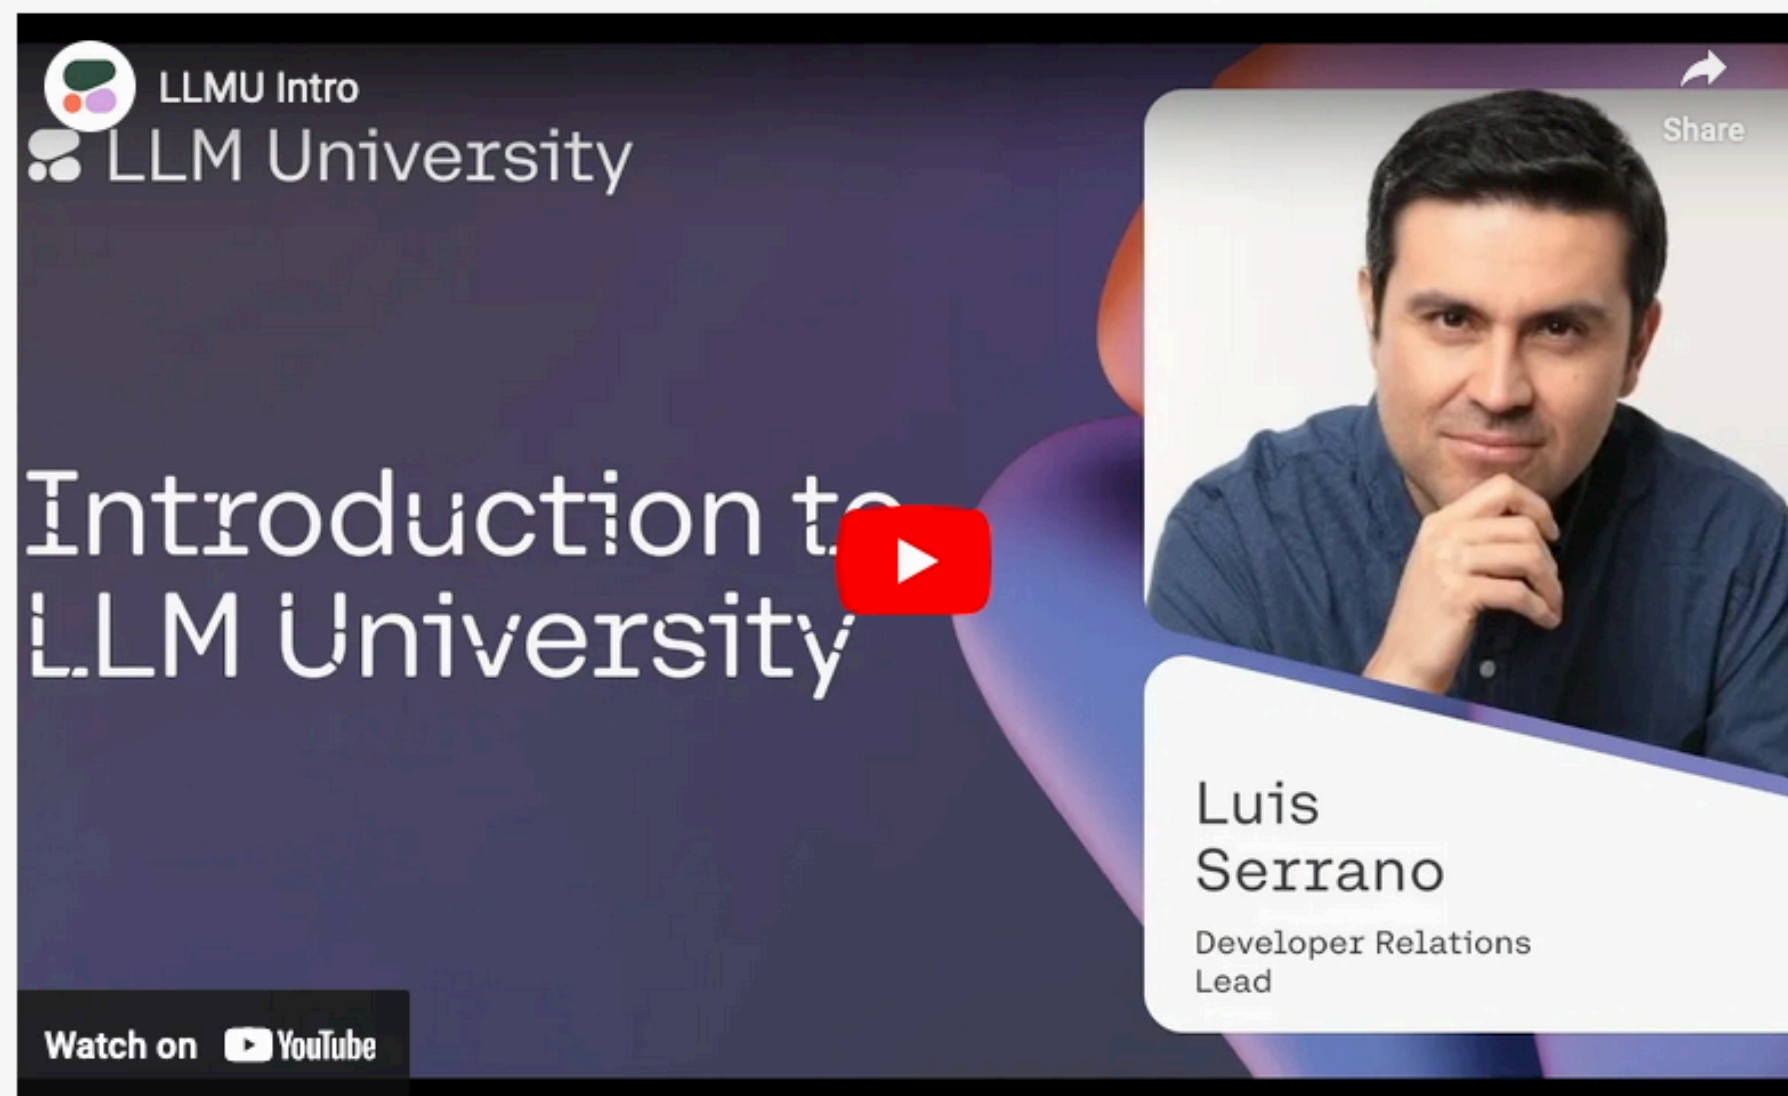 LLMU Intro
Share
LLM University
Introduction to
LLM University
Luis
Serrano
Developer Relations
Lead
Watch on YouTube